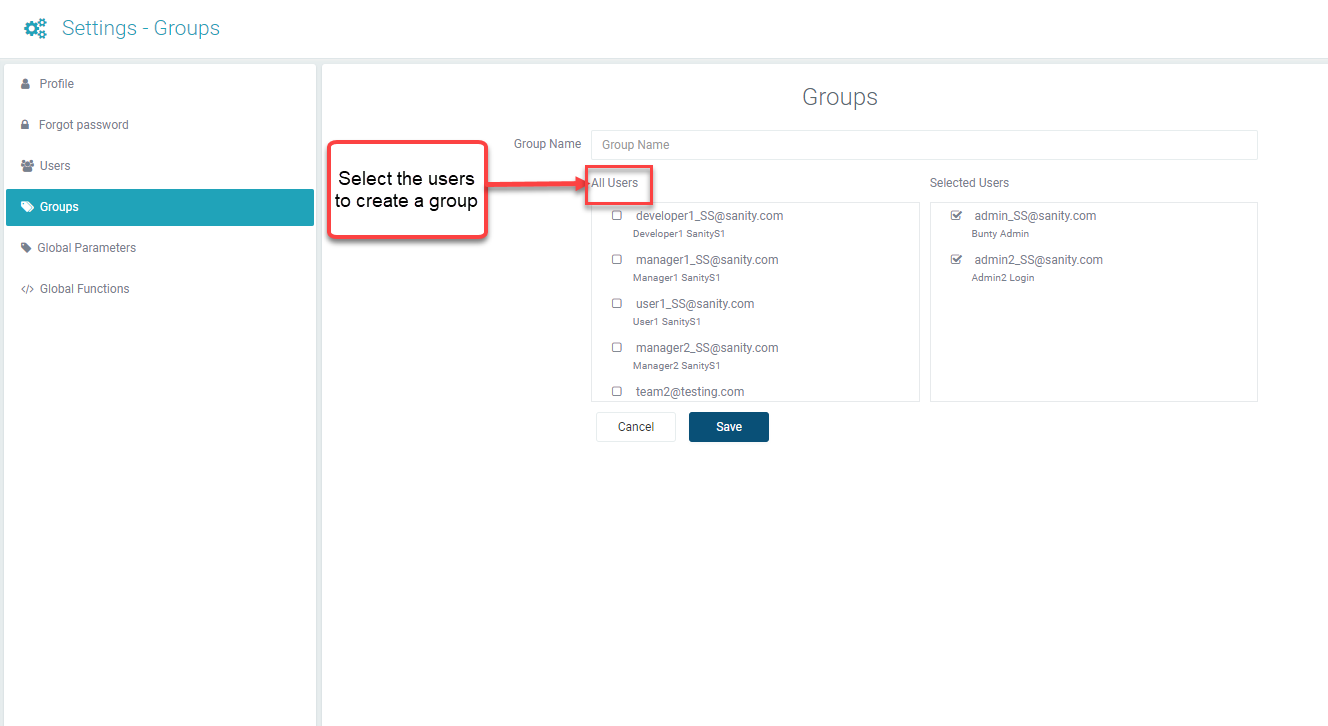 Settings - Groups
Profile
Forgot password
Users
Groups
Global Parameters
Global Functions
Groups
Group Name
Group Name
Select the users
to create a group
All Users
developer1_SS@sanity.com
Developer1 SanityS1
manager1_SS@sanity.com
Manager1 SanityS1
user1_SS@sanity.com
User1 SanityS1
manager2_SS@sanity.com
Manager2 SanityS1
team2@testing.com
Selected Users
admin_SS@sanity.com
Bunty Admin
admin2_SS@sanity.com
Admin2 Login
Cancel
Save